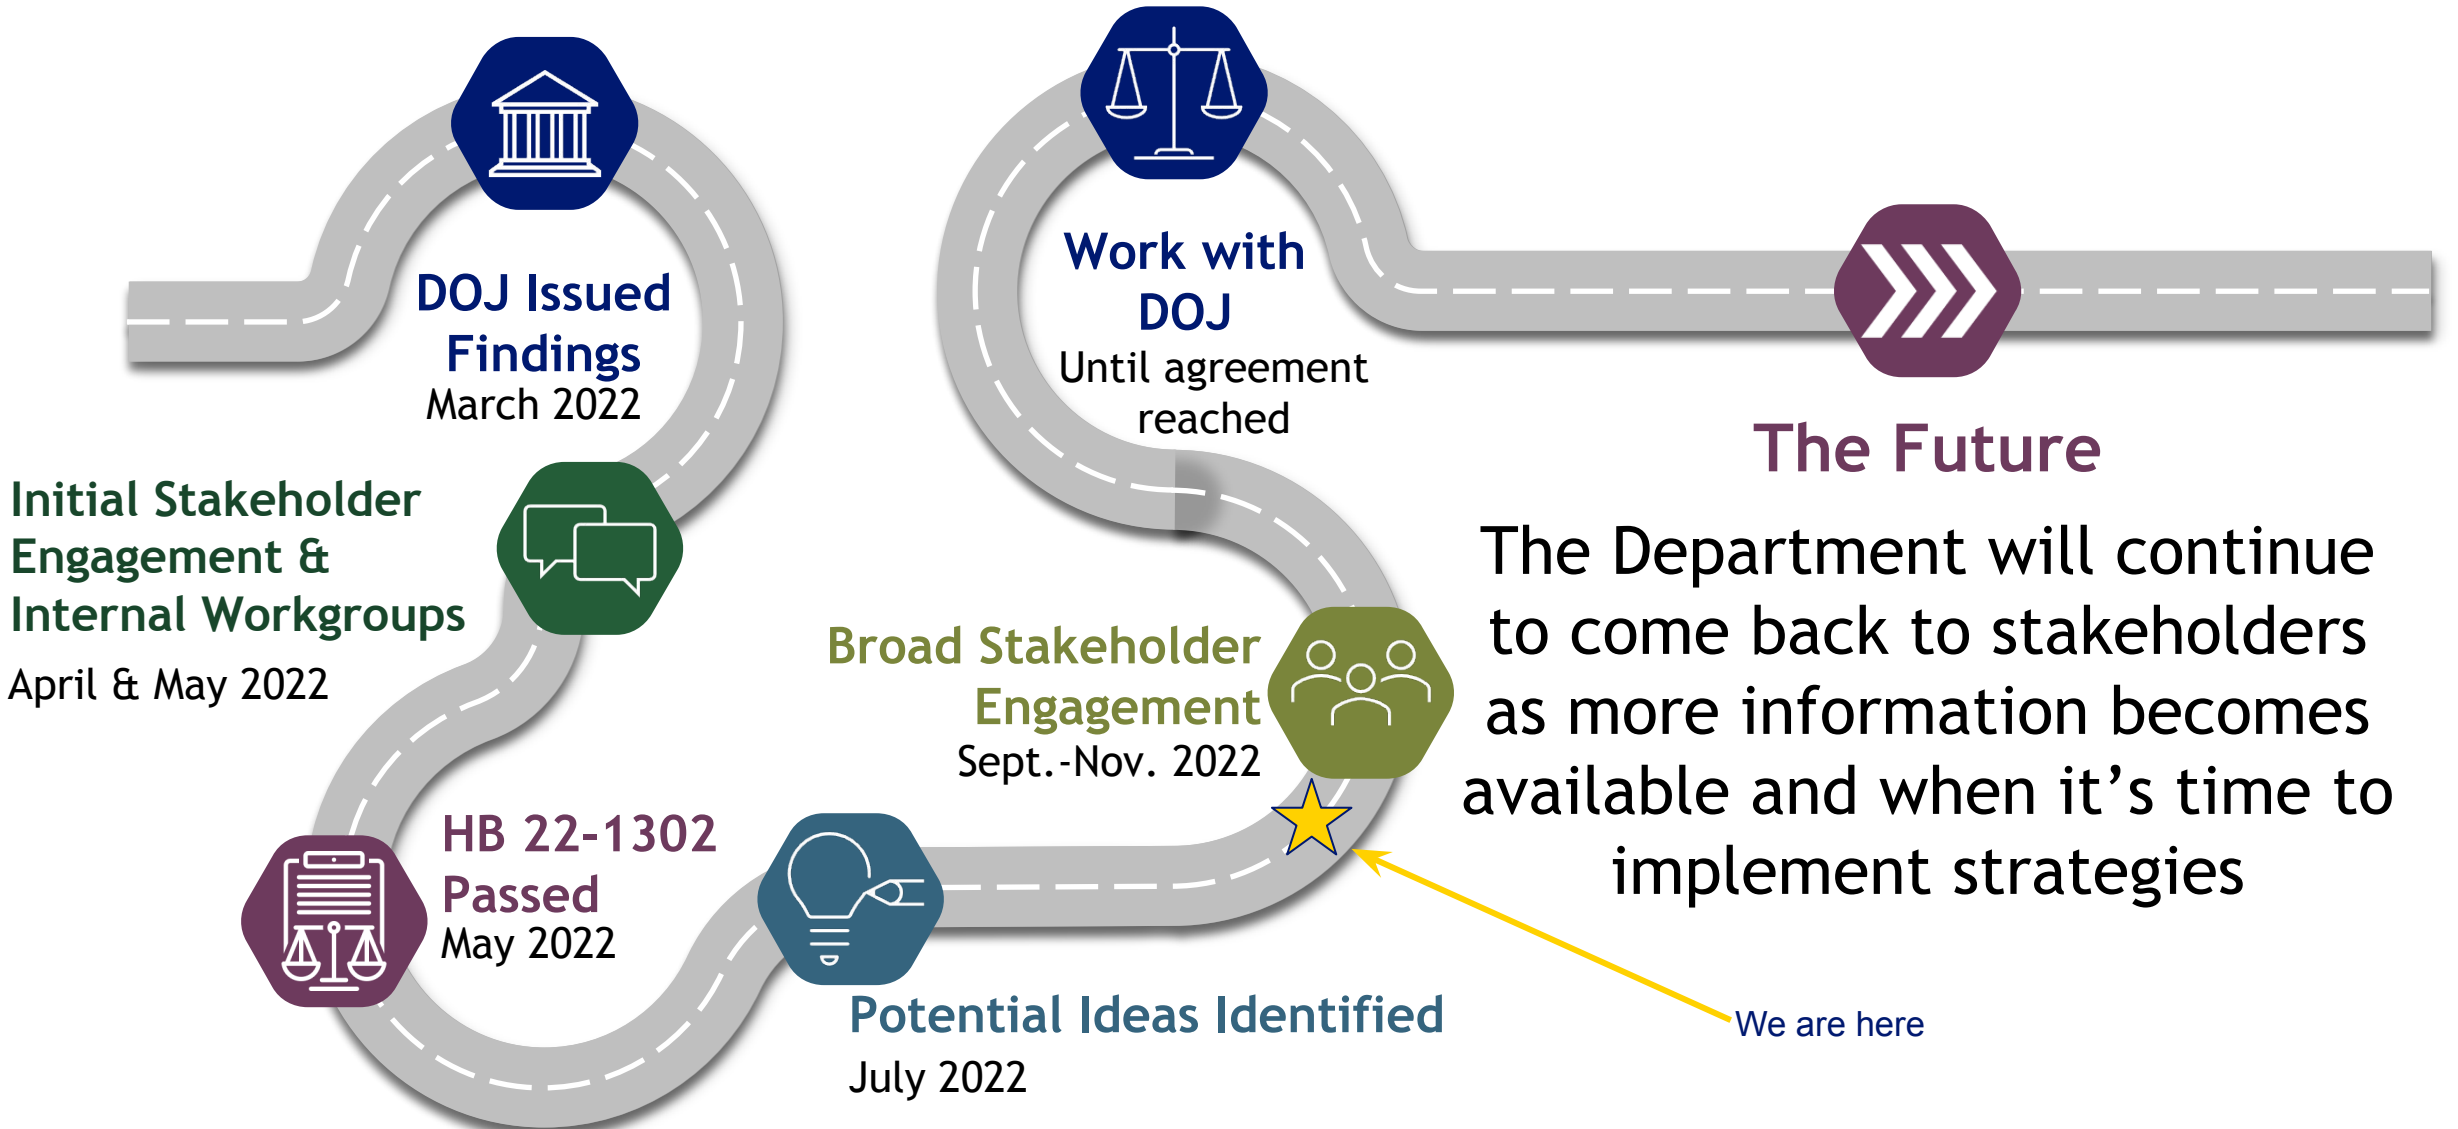 DOJ Issued
Findings
March 2022
Initial Stakeholder
Engagement &
Internal Workgroups
April & May 2022
HB 22-1302
Passed
May 2022
Potential Ideas Identified
July 2022
Broad Stakeholder
Engagement
Sept.-Nov. 2022
We are here
Work with
DOJ
Until agreement
reached
The Future
The Department will continue
to come back to stakeholders
as more information becomes
available and when it’s time to
implement strategies